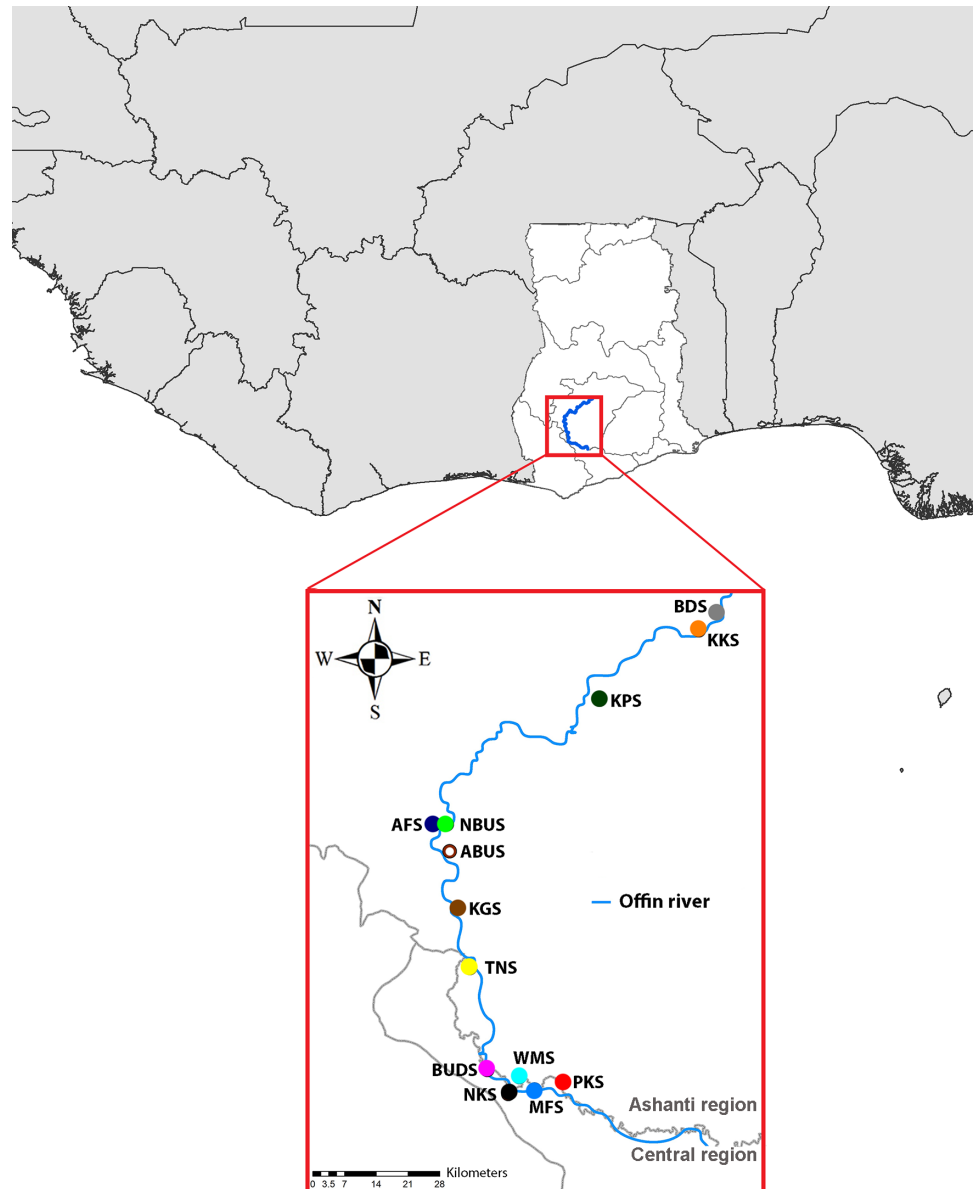 N
W E
S
BDS
KKS
KPS
AFS NBUS
ABUS
KGS
Offin river
TNS
WMS
BUDS
PKS
NKS
MFS
Ashanti region
Central region
Kilometers
0 3.5 7 14 21 28